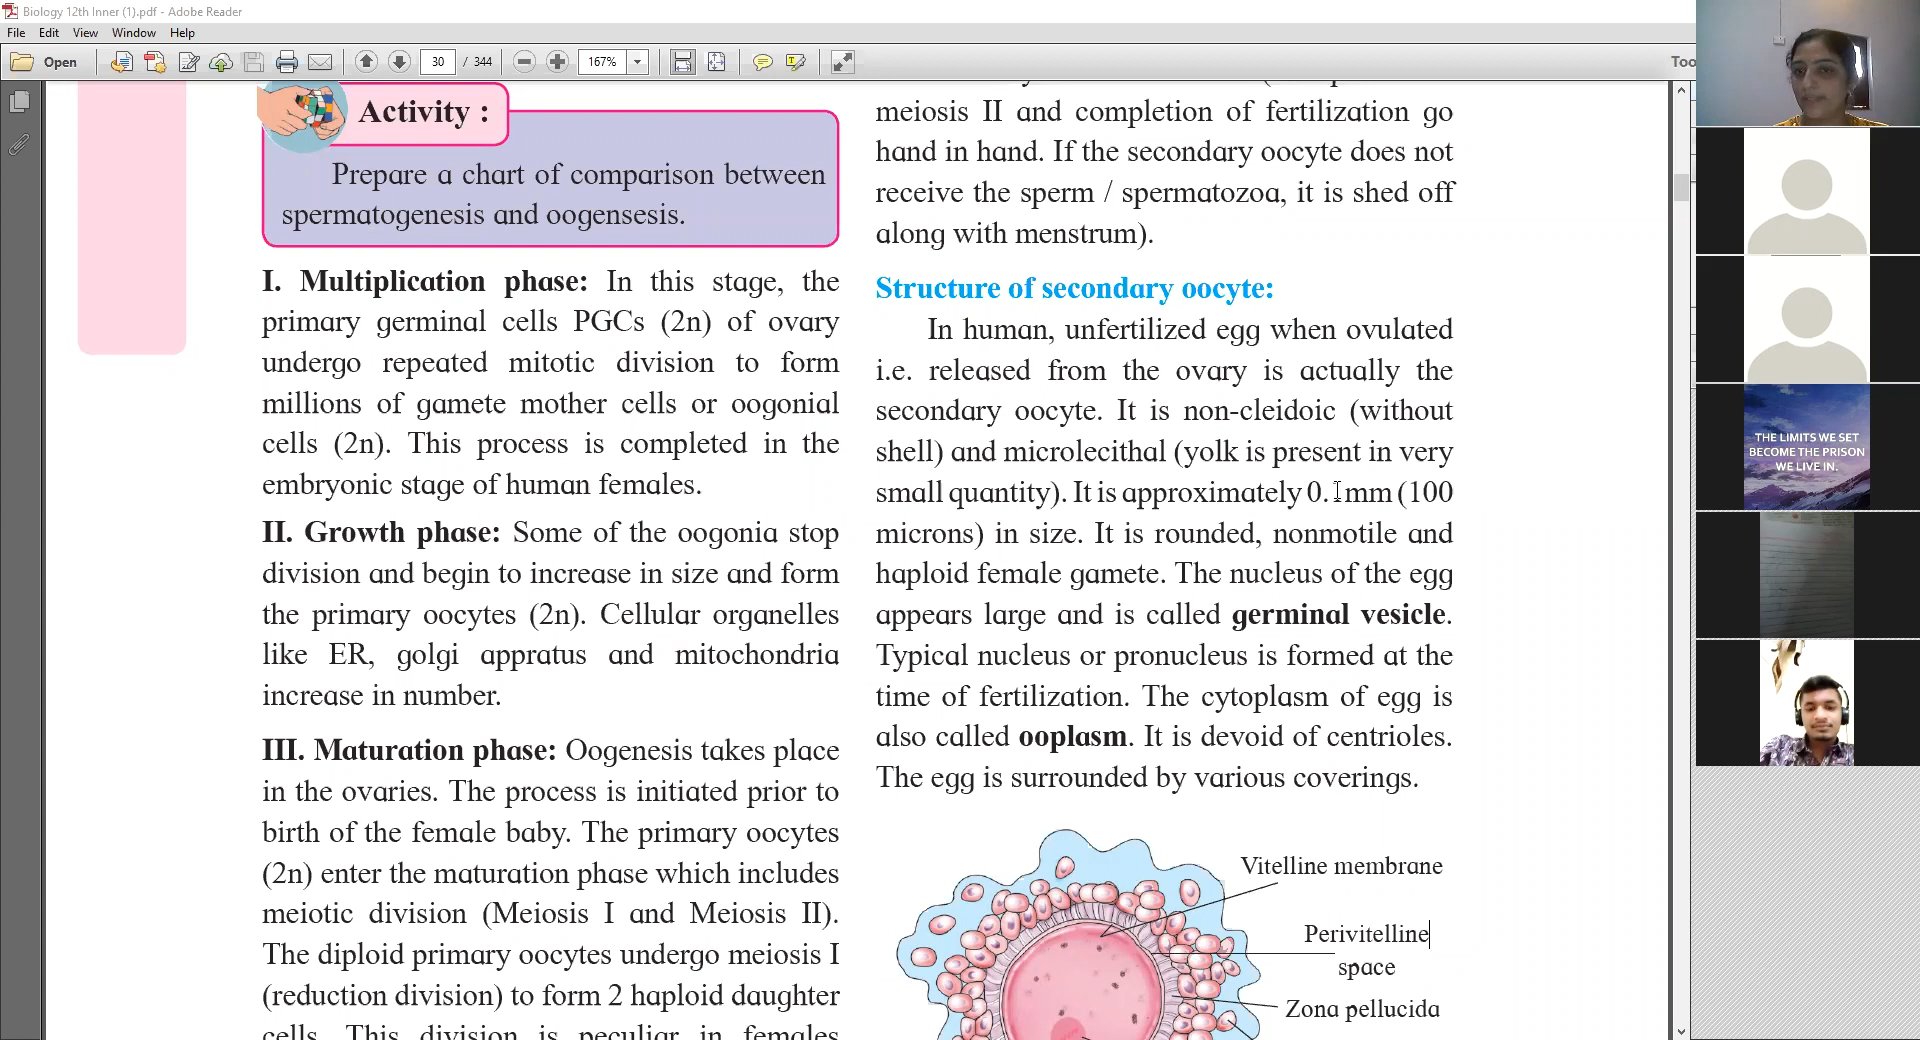 Biology 12th Inner (1).pdf - Adobe Reader
File Edit View Window Help
Open
30 / 344
167%
Too
Activity :
Prepare a chart of comparison between
spermatogenesis and oogensesis.
I. Multiplication phase: In this stage, the
primary germinal cells PGCs (2n) of ovary
undergo repeated mitotic division to form
millions of gamete mother cells or oogonial
cells (2n). This process is completed in the
embryonic stage of human females.
II. Growth phase: Some of the oogonia stop
division and begin to increase in size and form
the primary oocytes (2n). Cellular organelles
like ER, golgi appratus and mitochondria
increase in number.
III. Maturation phase: Oogenesis takes place
in the ovaries. The process is initiated prior to
birth of the female baby. The primary oocytes
(2n) enter the maturation phase which includes
meiotic division (Meiosis I and Meiosis II).
The diploid primary oocytes undergo meiosis I
(reduction division) to form 2 haploid daughter
cells. This division is peculiar in females
meiosis II and completion of fertilization go
hand in hand. If the secondary oocyte does not
receive the sperm / spermatozoa, it is shed off
along with menstrum).
Structure of secondary oocyte:
In human, unfertilized egg when ovulated
i.e. released from the ovary is actually the
secondary oocyte. It is non-cleidoic (without
shell) and microlecithal (yolk is present in very
small quantity). It is approximately 0. mm (100
microns) in size. It is rounded, nonmotile and
haploid female gamete. The nucleus of the egg
appears large and is called germinal vesicle.
Typical nucleus or pronucleus is formed at the
time of fertilization. The cytoplasm of egg is
also called ooplasm. It is devoid of centrioles.
The egg is surrounded by various coverings.
Vitelline membrane
Perivitelline
space
Zona pellucida
THE LIMITS WE SET
BECOME THE PRISON
WE LIVE IN.